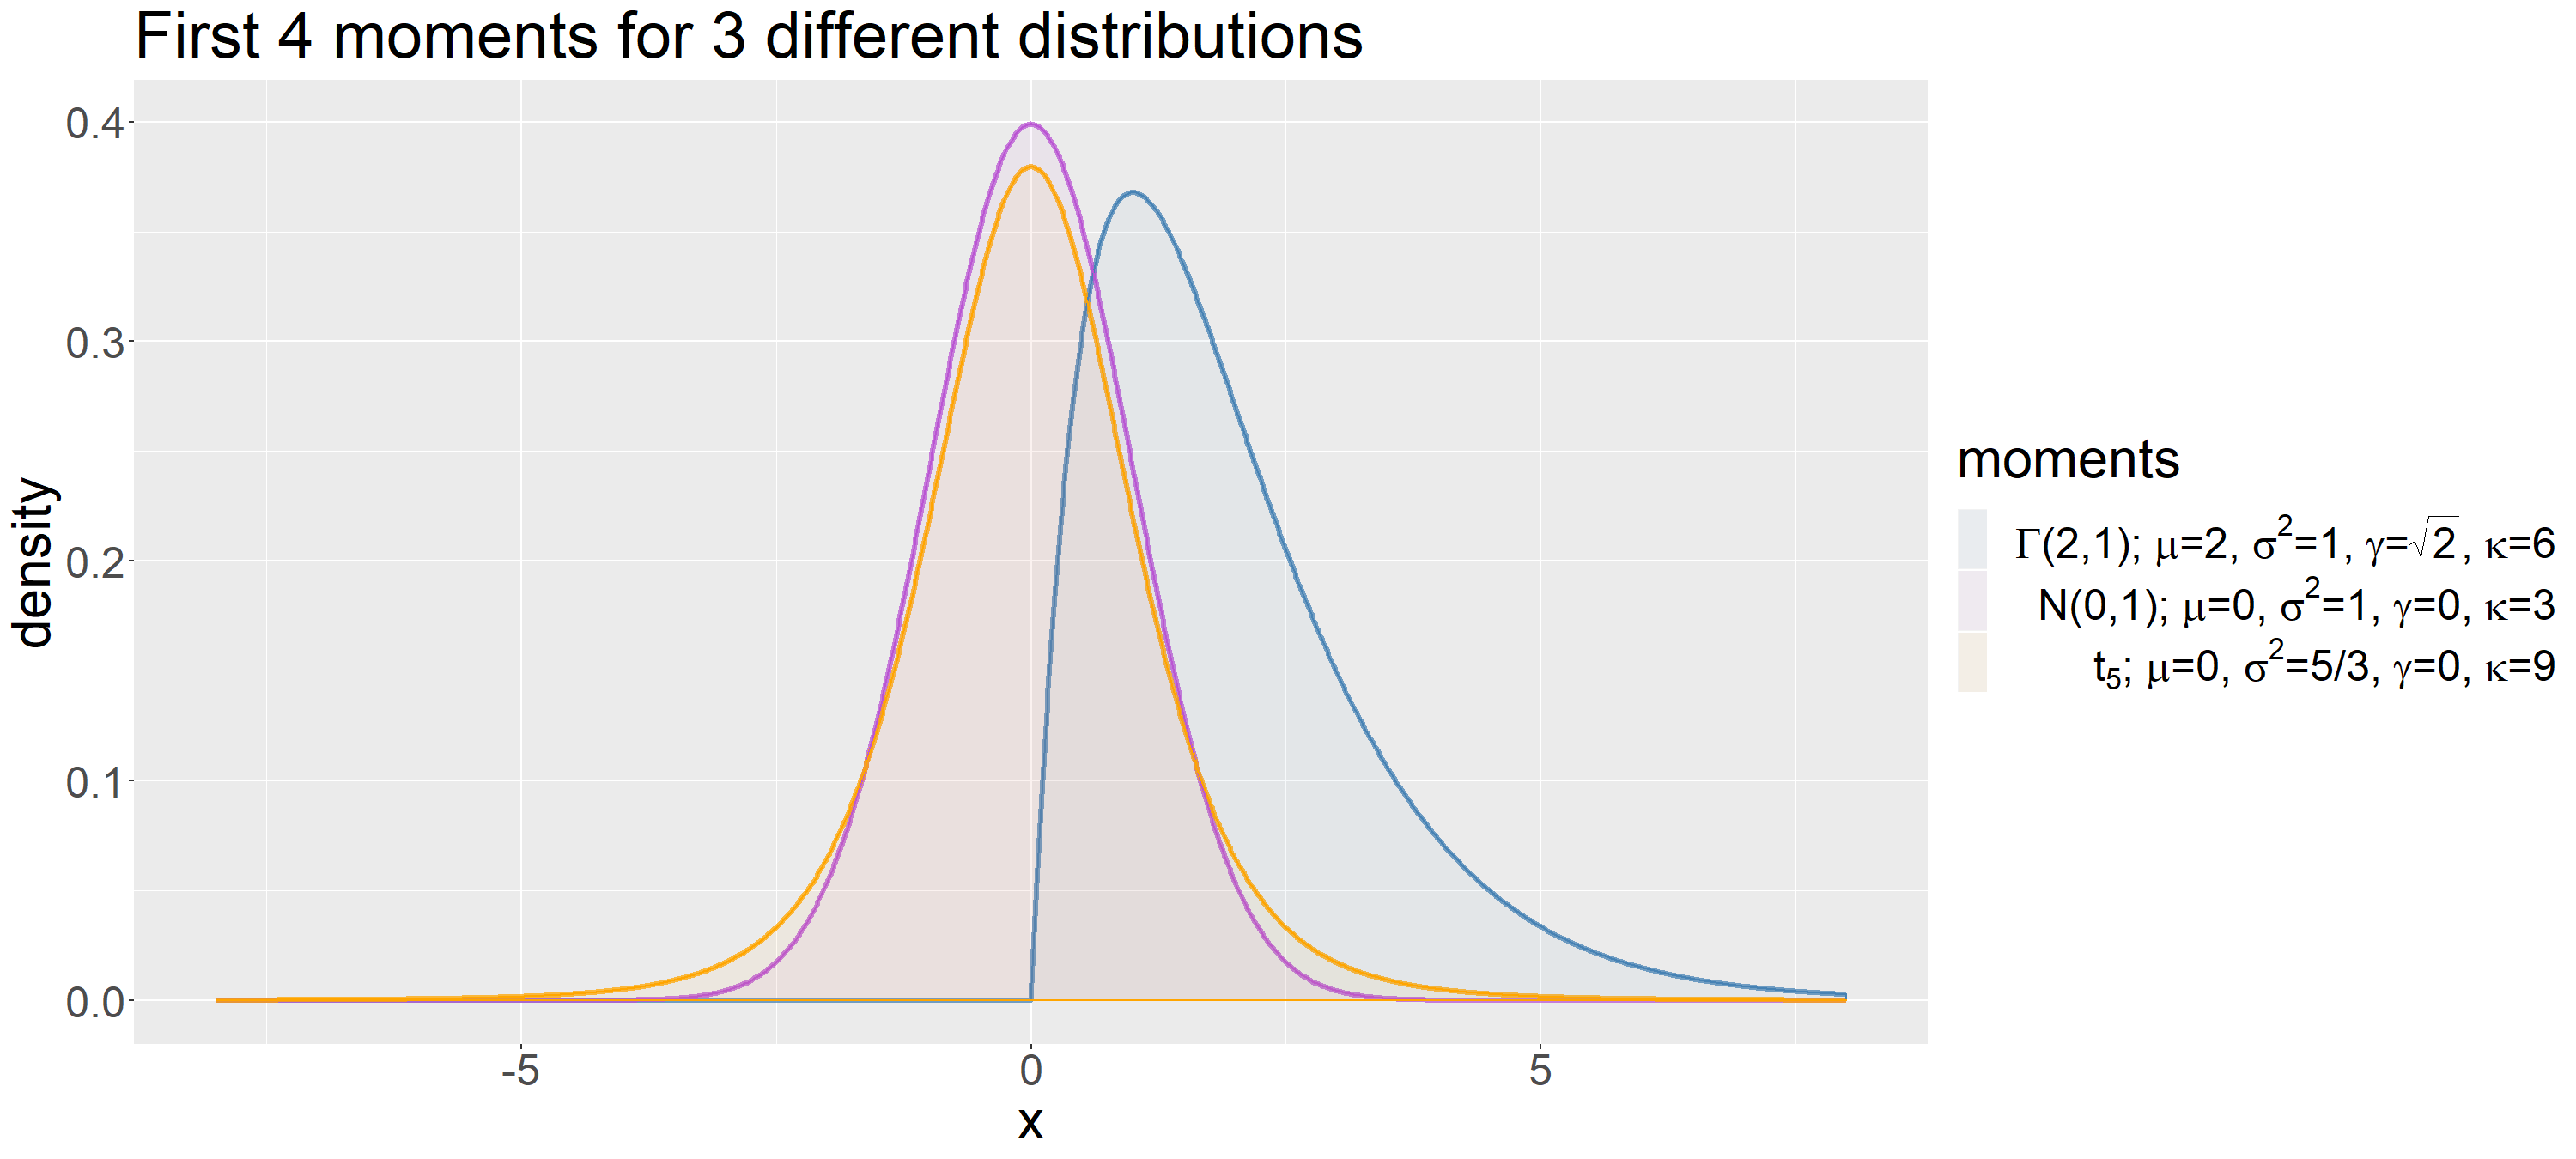 First 4 moments for 3 different distributions
0.4
0.3
0.2
0.1
0.0
density
-5 0 5
x
moments
Γ(2,1); μ=2, σ²=1, γ=√2, κ=6
N(0,1); μ=0, σ²=1, γ=0, κ=3
t₅; μ=0, σ²=5/3, γ=0, κ=9